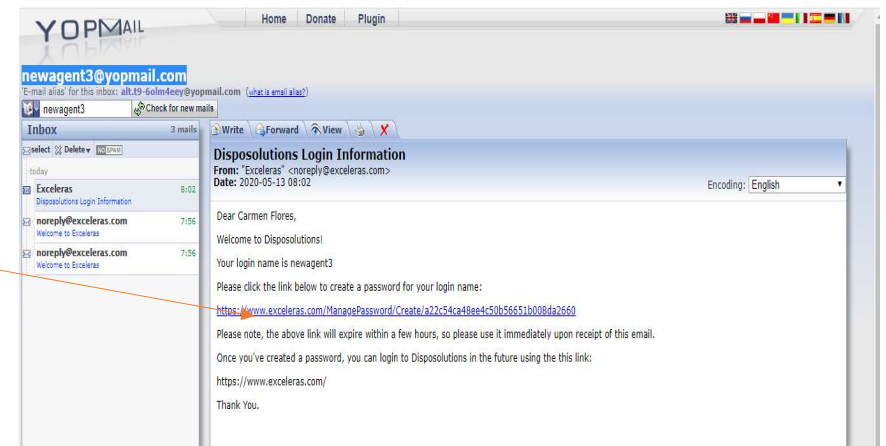 YOPMAIL
Home Donate Plugin
newagent3@yopmail.com
'E-mail alias' for this inbox: alt.t9-6olm4eey@yopmail.com (what is email alias?)
newagent3 Check for new mails
Inbox 3 mails
select Delete NO SPAM
today
Exceleras 8:02
Disposolutions Login Information
noreply@exceleras.com 7:56
Welcome to Exceleras
noreply@exceleras.com 7:56
Welcome to Exceleras
Write Forward View X
Disposolutions Login Information
From: "Exceleras" <noreply@exceleras.com>
Date: 2020-05-13 08:02
Encoding: English
Dear Carmen Flores,
Welcome to Disposolutions!
Your login name is newagent3
Please click the link below to create a password for your login name:
https://www.exceleras.com/ManagePassword/Create/a22c54ca48ee4c50b56651b008da2660
Please note, the above link will expire within a few hours, so please use it immediately upon receipt of this email.
Once you've created a password, you can login to Disposolutions in the future using the this link:
https://www.exceleras.com/
Thank You.